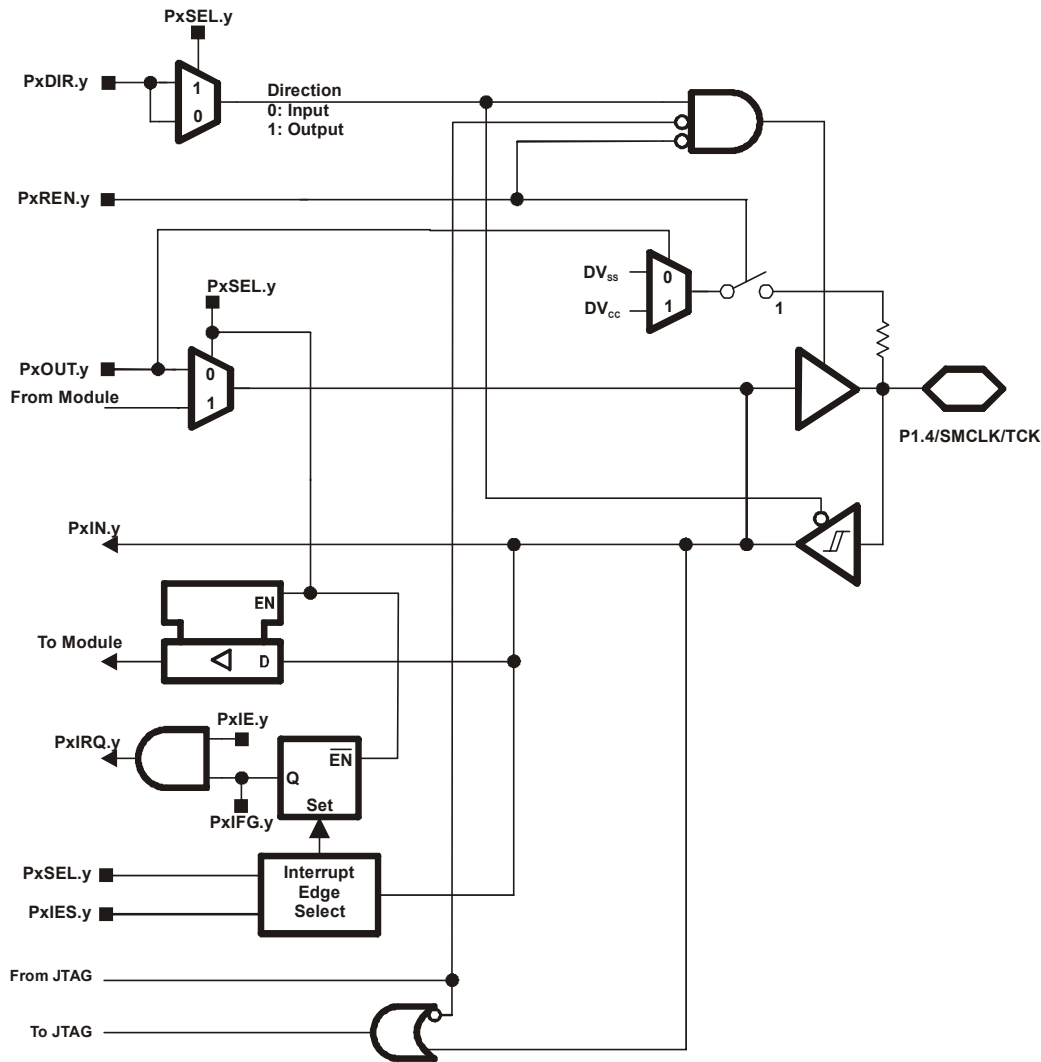 PxSEL.y
PxDIR.y
1
0
Direction
0: Input
1: Output
PxREN.y
DVSS
DVCC
0
1
1
PxSEL.y
PxOUT.y
From Module
0
1
P1.4/SMCLK/TCK
PxIN.y
EN
To Module
D
PxIE.y
PxIRQ.y
EN
Q
Set
PxIFG.y
PxSEL.y
PxIES.y
Interrupt
Edge
Select
From JTAG
To JTAG